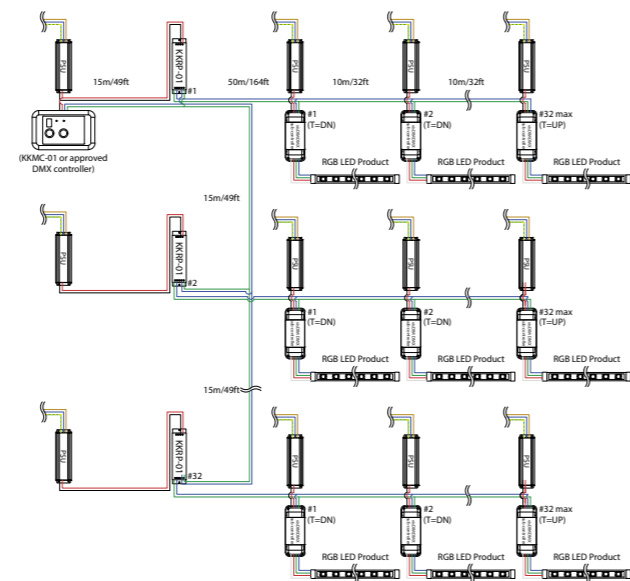 PSU
KKRP-01
PSU
PSU
PSU
15m/49ft
50m/164ft
10m/32ft
10m/32ft
#1
#1
(T=DN)
#2
(T=DN)
#32 max
(T=UP)
(KKMC-01 or approved
DMX controller)
RGB LED Product
RGB LED Product
RGB LED Product
15m/49ft
PSU
KKRP-01
PSU
PSU
PSU
#2
#1
(T=DN)
#2
(T=DN)
#32 max
(T=UP)
RGB LED Product
RGB LED Product
RGB LED Product
15m/49ft
PSU
KKRP-01
PSU
PSU
PSU
#32
#1
(T=DN)
#2
(T=DN)
#32 max
(T=UP)
RGB LED Product
RGB LED Product
RGB LED Product